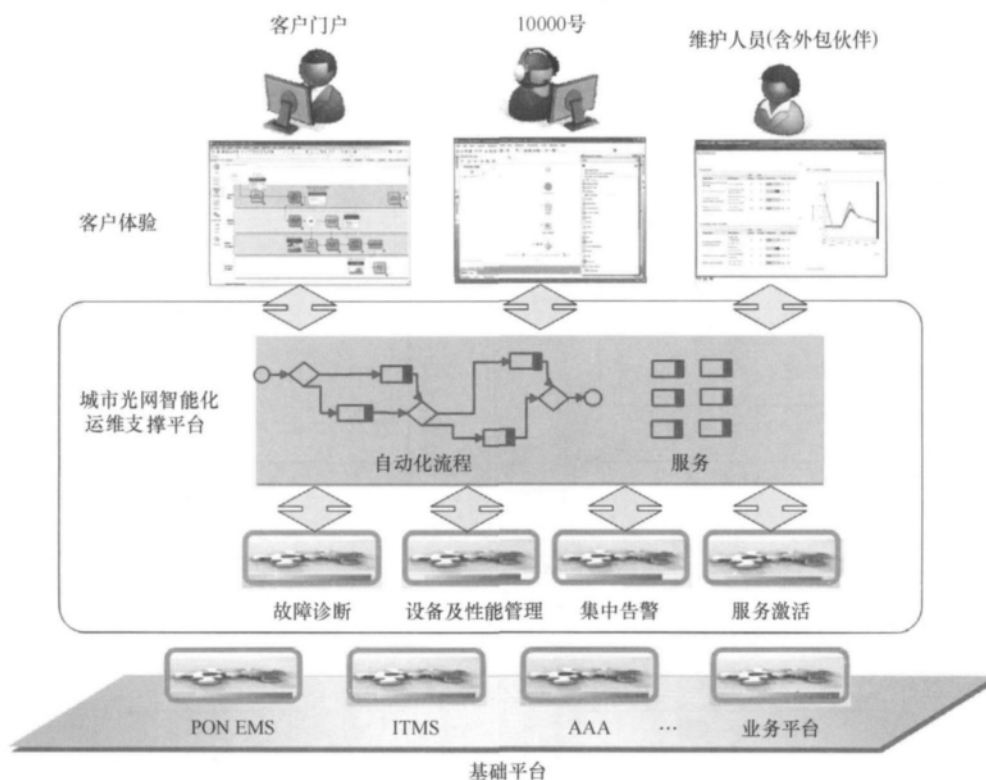 客户门户
10000号
维护人员(含外包伙伴)
客户体验
城市光网智能化
运维支撑平台
自动化流程
服务
故障诊断
设备及性能管理
集中告警
服务激活
PON EMS
ITMS
AAA
…
业务平台
基础平台